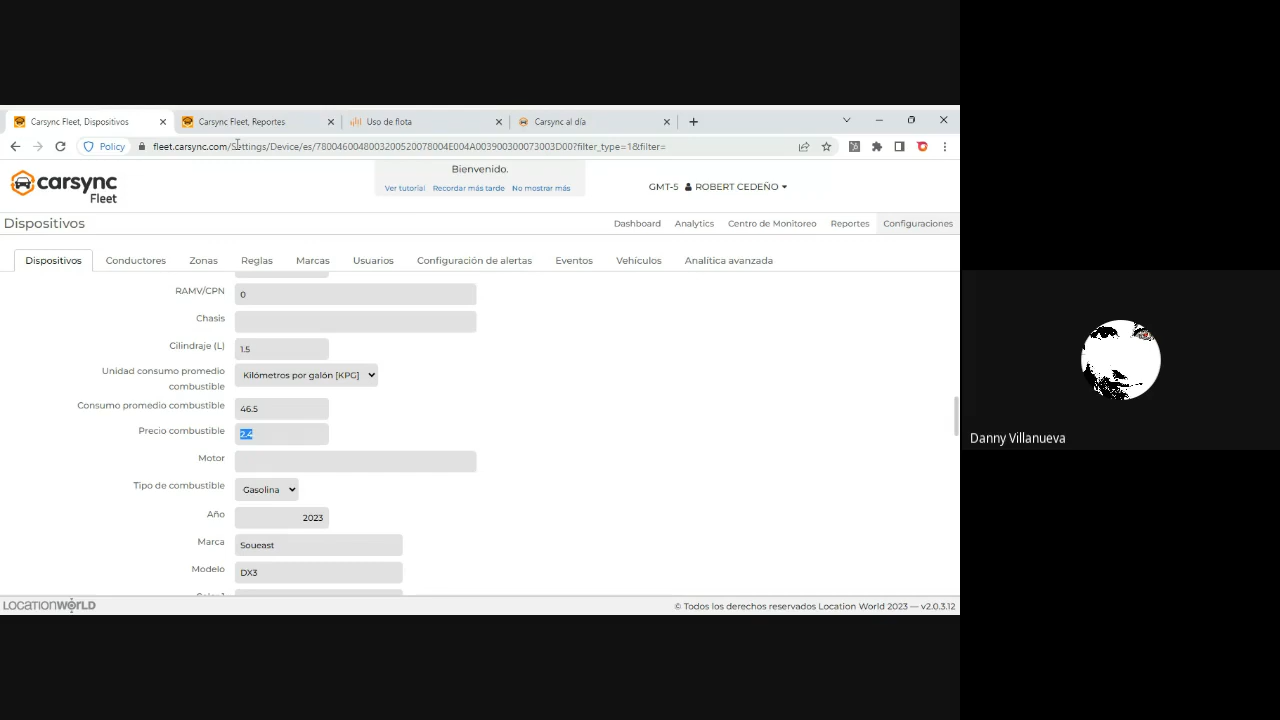 Carsync Fleet, Dispositivos
Carsync Fleet, Reportes
Uso de flota
Carsync al día
Policy
fleet.carsync.com/Settings/Device/es/7800460048003200520078004E004A003900300073003D00?filter_type=1&filter=
carsync
Fleet
Bienvenido.
Ver tutorial Recordar más tarde No mostrar más
GMT-5 ROBERT CEDEÑO
Dispositivos
Dashboard Analytics Centro de Monitoreo Reportes Configuraciones
Dispositivos Conductores Zonas Reglas Marcas Usuarios Configuración de alertas Eventos Vehículos Analítica avanzada
RAMV/CPN 0
Chasis
Cilindraje (L) 1.5
Unidad consumo promedio
combustible
Kilómetros por galón [KPG]
Consumo promedio combustible 46.5
Precio combustible 2.4
Motor
Tipo de combustible Gasolina
Año 2023
Marca Soueast
Modelo DX3
LOCATIONWORLD
© Todos los derechos reservados Location World 2023 — v2.0.3.12
Danny Villanueva